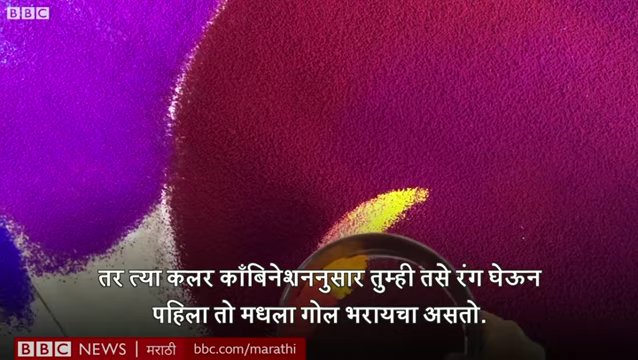 BBC
तर त्या कलर कॉंबिनेशननुसार तुम्ही तसे रंग घेऊन
पहिला तो मधला गोल भरायचा असतो.
BBC NEWS | मराठी bbc.com/marathi